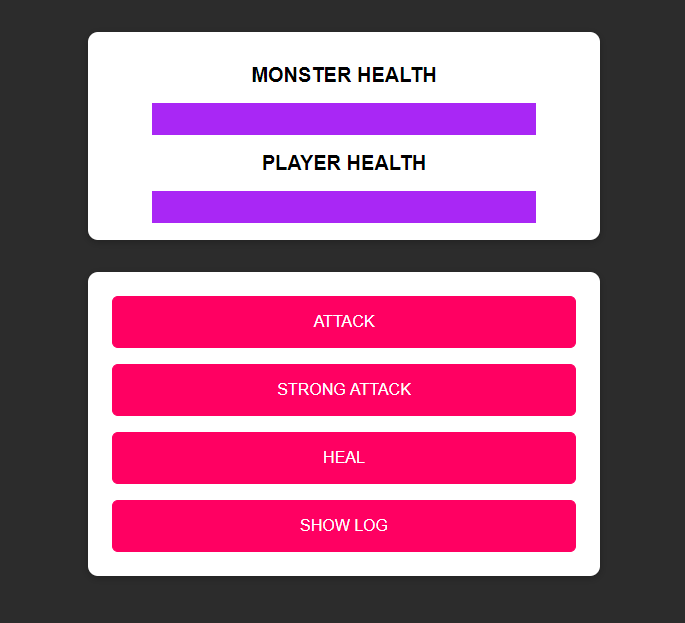 MONSTER HEALTH
PLAYER HEALTH
ATTACK
STRONG ATTACK
HEAL
SHOW LOG